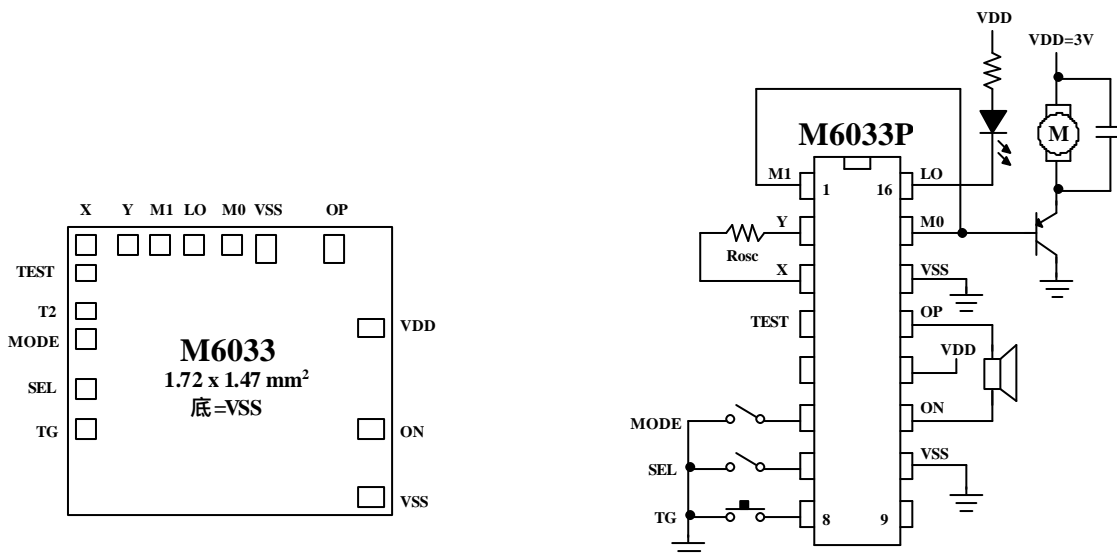 X Y M1 LO M0 VSS OP
TEST
T2
MODE
SEL
TG
VDD
ON
VSS
M6033
1.72 x 1.47 mm²
底=VSS
VDD
VDD=3V
M
M6033P
M1 1 16 LO
Y M0
Rosc
X VSS
TEST OP
VDD
MODE ON
SEL VSS
TG 8 9